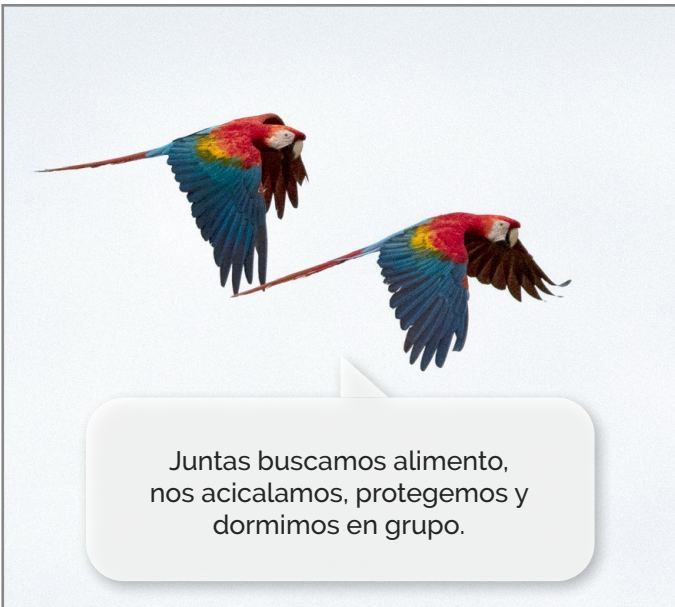 Juntas buscamos alimento,
nos acicalamos, protegemos y
dormimos en grupo.